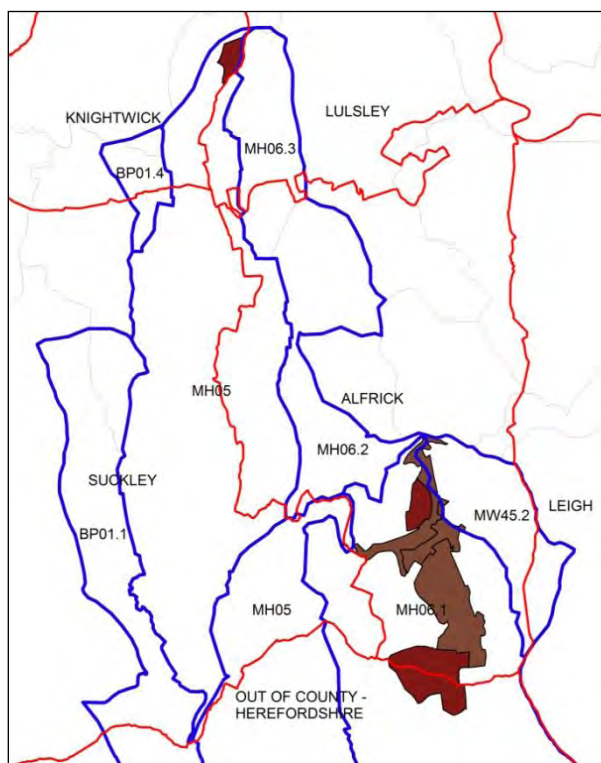 KNIGHTWICK
LULSLEY
MH06.3
BP01.4
MH05
ALFRICK
MH06.2
SUCKLEY
MW45.2
LEIGH
BP01.1
MH05
MH06.1
OUT OF COUNTY -
HEREFORDSHIRE